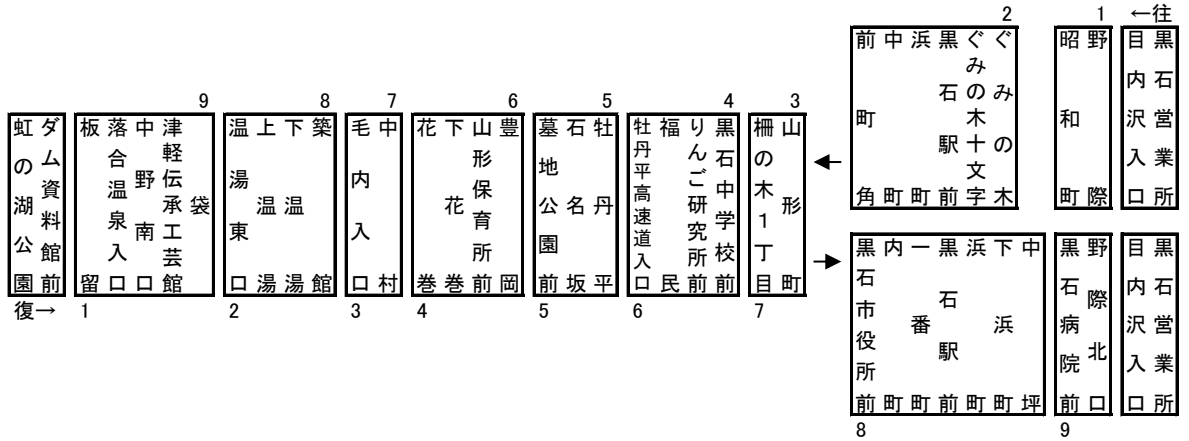 ←往
黒石営業所
目内沢入口
1
野際
昭和町
2
ぐみの木
ぐみの木十文字
黒石駅前
浜町
中町
前町角
←
3
山形町
柵の木1丁目
4
黒石中学校前
りんご研究所前
福民
牡丹平高速道入口
5
牡丹平
石名坂
墓地公園前
6
豊岡
山形保育所前
下花巻
花巻
7
中村
毛内入口
8
築館
下温湯
上温湯
温湯東口
9
袋
津軽伝承工芸館
中野南口
落合温泉入口
板留
ダム資料館前
虹の湖公園
復→
1
2
3
4
5
6
7
→
中坪
下浜町
浜町
黒石駅前
一番町
内町
黒石市役所前
8
野際北口
黒石病院前
9
黒石営業所
目内沢入口